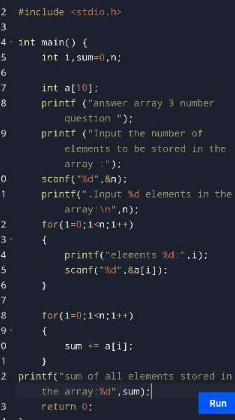 2 #include <stdio.h>
3
4 int main() {
5 int i,sum=0,n;
6
7 int a[10];
8 printf ("answer array 3 number
question ");
9 printf ("Input the number of
elements to be stored in the
array :");
0 scanf("%d",&n);
1 printf(".Input %d elements in the
array:\n",n);
2 for(i=0;i<n;i++)
3 {
4 printf("elements %d:",i);
5 scanf("%d",&a[i]);
6 }
7
8 for(i=0;i<n;i++)
9 {
0 sum += a[i];
1 }
2 printf("sum of all elements stored in
the array:%d",sum);
3 return 0;
Run